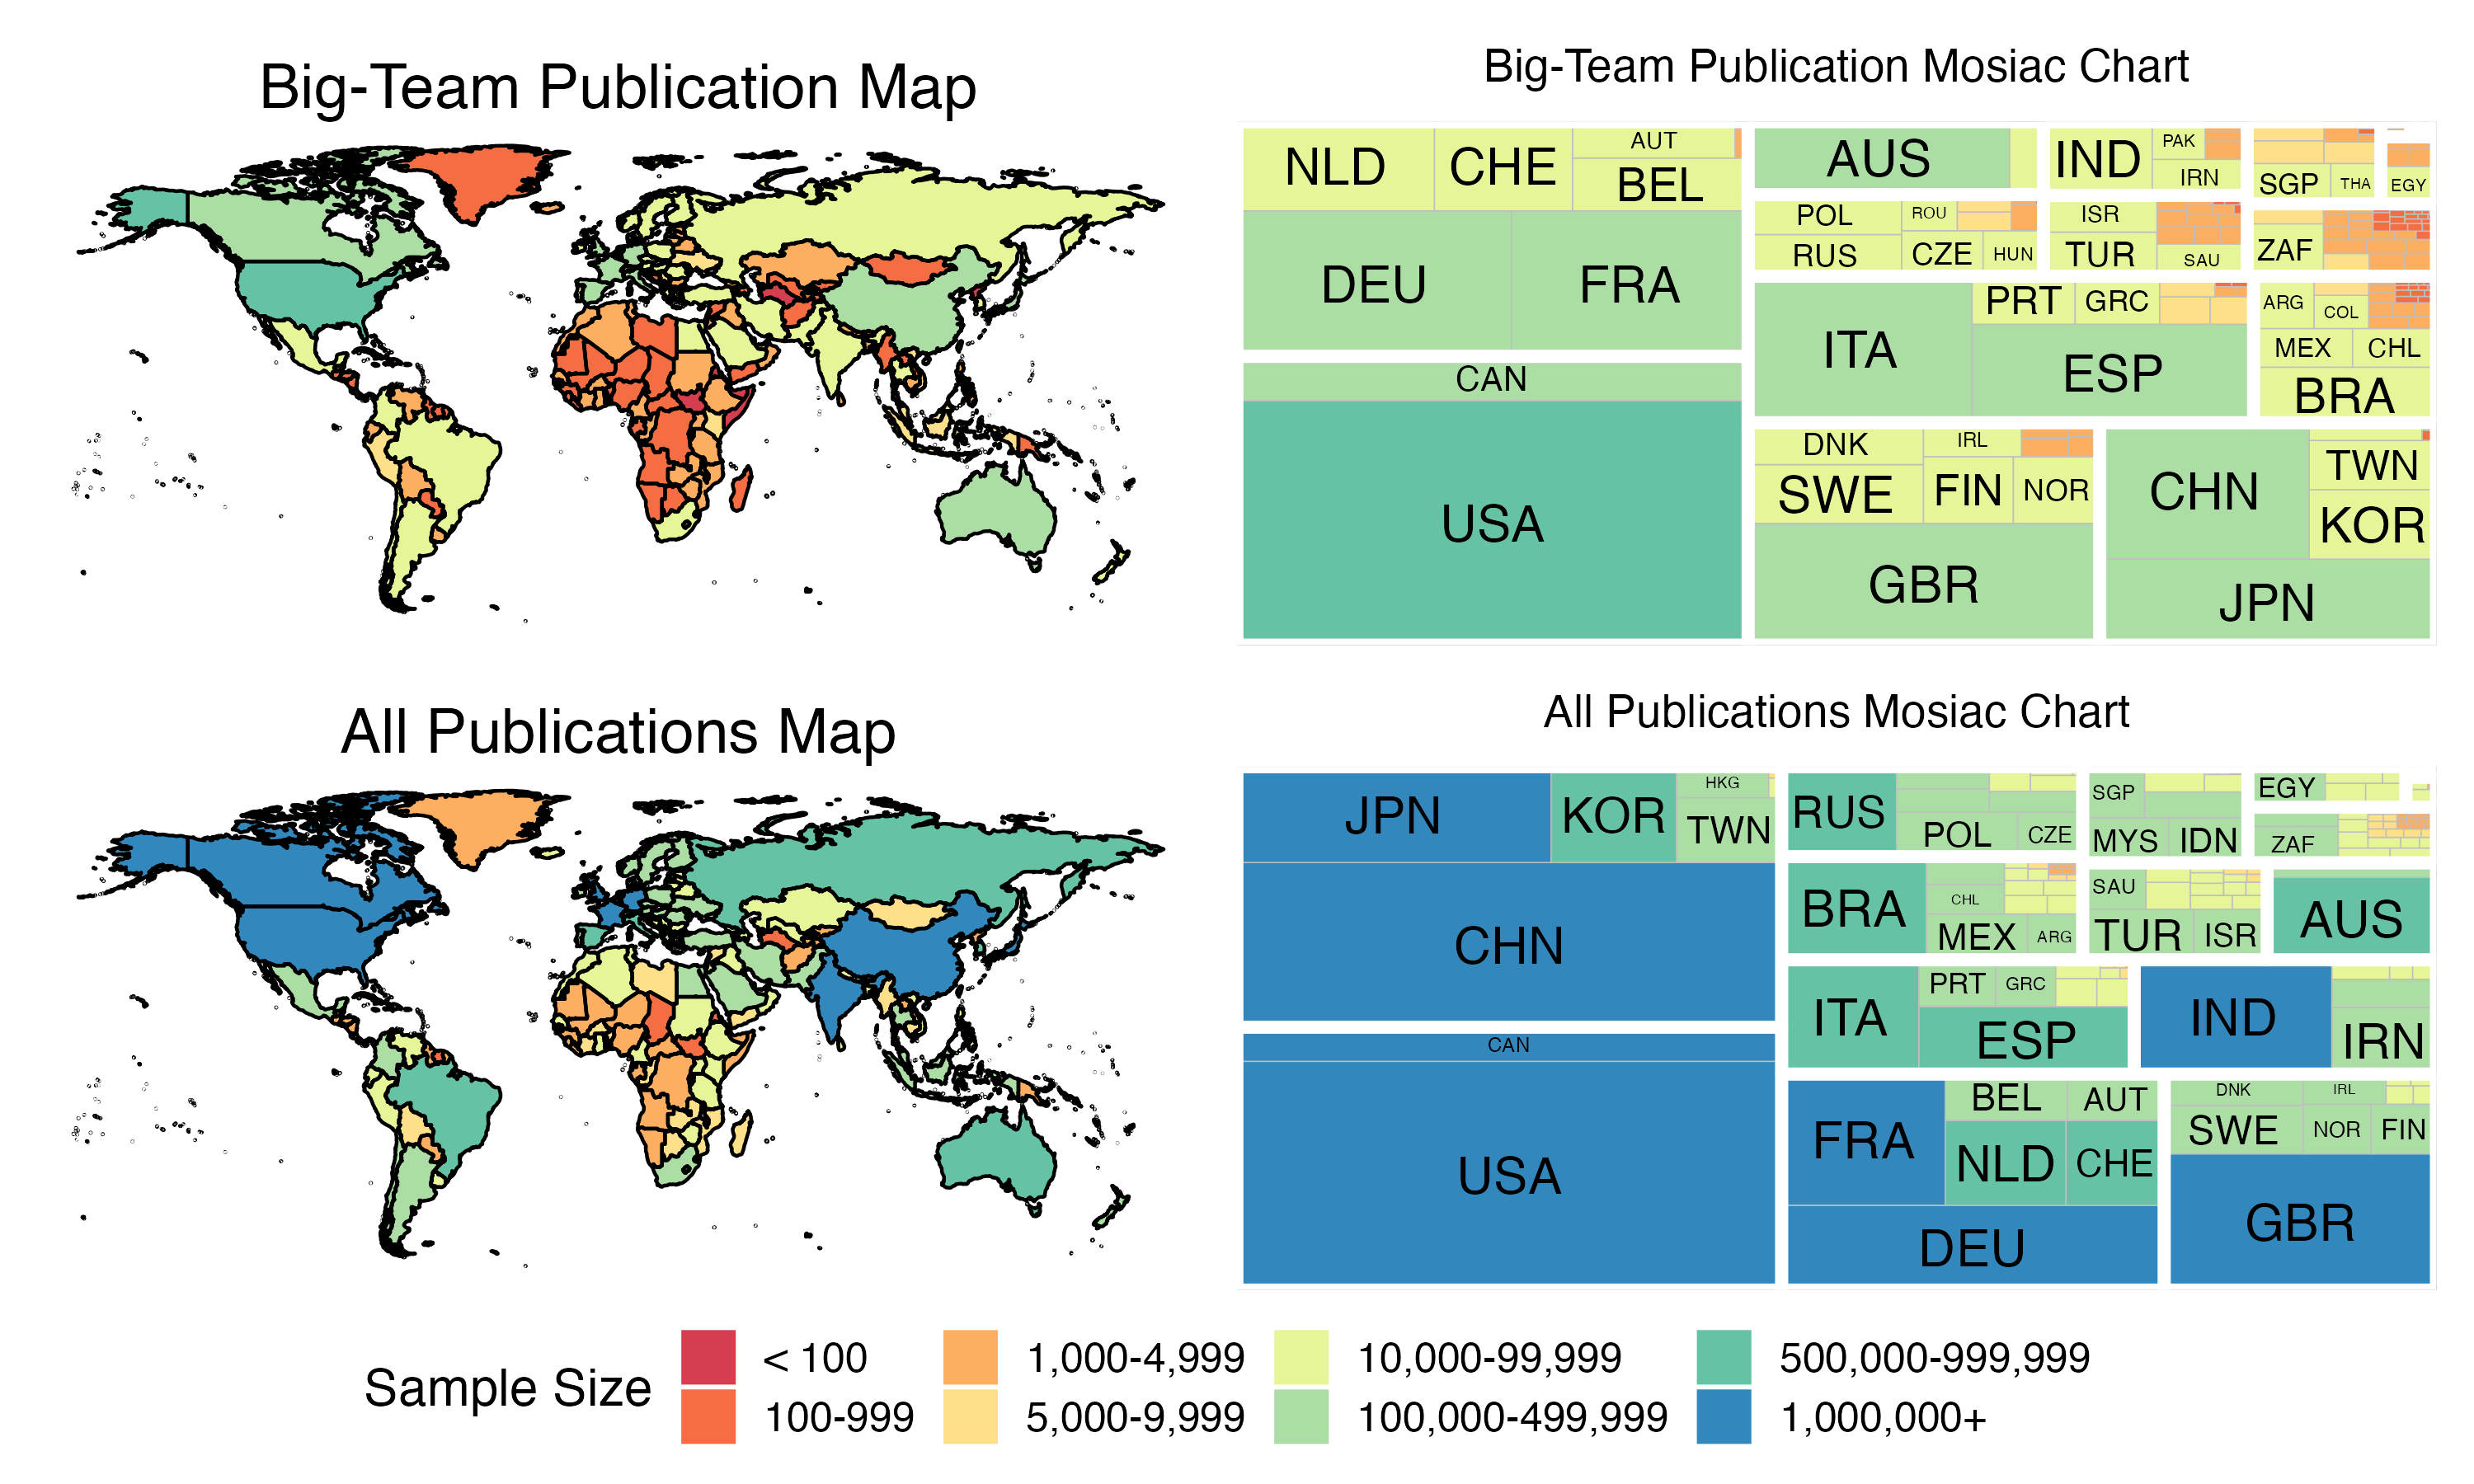 Big-Team Publication Map
Big-Team Publication Mosiac Chart
NLD
CHE
AUT
BEL
DEU
FRA
CAN
USA
AUS
IND
PAK
IRN
SGP
THA
EGY
POL
RUS
ROU
CZE
HUN
ISR
TUR
SAU
ZAF
ITA
PRT
GRC
ESP
ARG
COL
MEX
CHL
BRA
DNK
IRL
SWE
FIN
NOR
GBR
CHN
TWN
KOR
JPN
All Publications Map
All Publications Mosiac Chart
JPN
KOR
HKG
TWN
CHN
CAN
USA
RUS
POL
CZE
SGP
MYS
IDN
EGY
ZAF
BRA
CHL
MEX
ARG
SAU
TUR
ISR
AUS
ITA
PRT
GRC
ESP
IND
IRN
FRA
BEL
AUT
NLD
CHE
DEU
DNK
IRL
SWE
NOR
FIN
GBR
Sample Size
< 100
1,000-4,999
10,000-99,999
500,000-999,999
100-999
5,000-9,999
100,000-499,999
1,000,000+